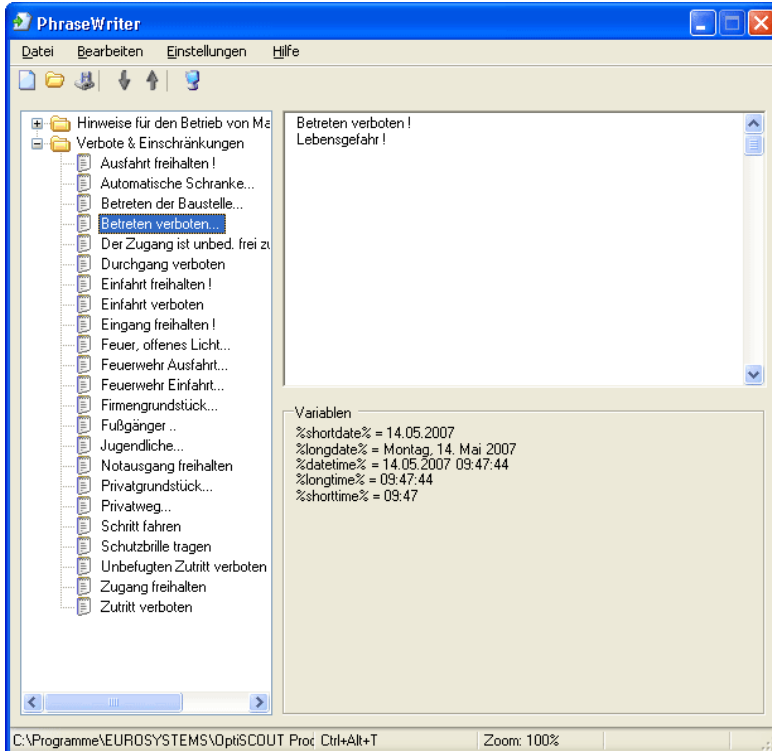 PhraseWriter
Datei Bearbeiten Einstellungen Hilfe
Hinweise für den Betrieb von Ma
Verbote & Einschränkungen
Ausfahrt freihalten !
Automatische Schranke...
Betreten der Baustelle...
Betreten verboten...
Der Zugang ist unbed. frei zu
Durchgang verboten
Einfahrt freihalten !
Einfahrt verboten
Eingang freihalten !
Feuer, offenes Licht...
Feuerwehr Ausfahrt...
Feuerwehr Einfahrt...
Firmengrundstück...
Fußgänger ..
Jugendliche...
Notausgang freihalten
Privatgrundstück...
Privatweg...
Schritt fahren
Schutzbrille tragen
Unbefugten Zutritt verboten
Zugang freihalten
Zutritt verboten
Betreten verboten !
Lebensgefahr !
Variablen
%shortdate% = 14.05.2007
%longdate% = Montag, 14. Mai 2007
%datetime% = 14.05.2007 09:47:44
%longtime% = 09:47:44
%shorttime% = 09:47
C:\Programme\EUROSYSTEMS\OptiSCOUT Proc Ctrl+Alt+T Zoom: 100%